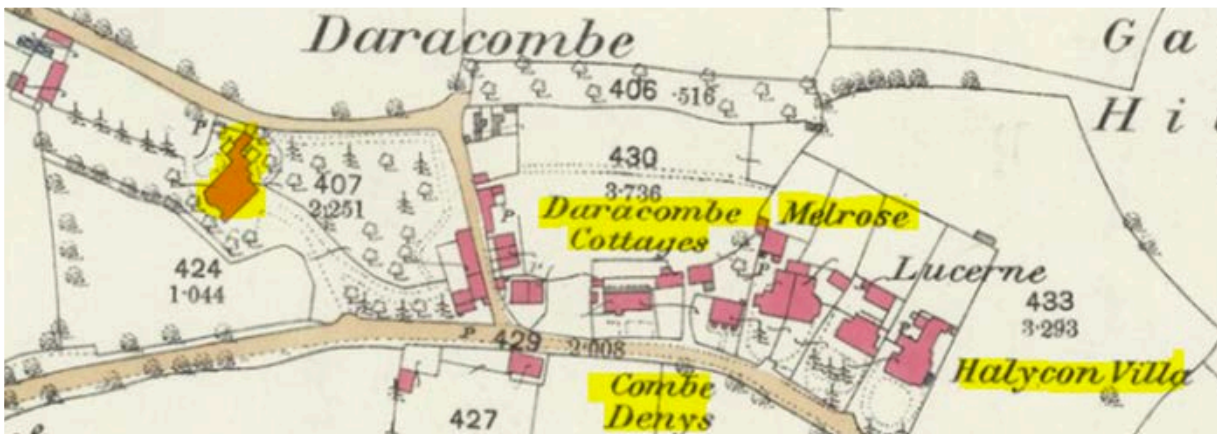 Daracombe
G a
406 .516
H i
P
430
407
2.251
3.736
P
Daracombe
Cottages
Melrose
424
1.044
P
Lucerne
433
3.293
P
P
429
2.008
Halycon Villa
Combe
Denys
427